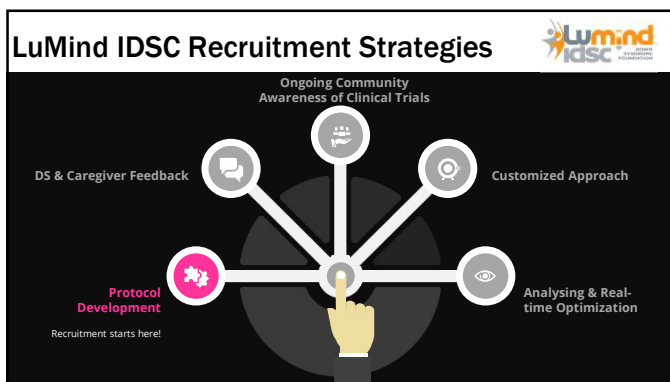 LuMind IDSC Recruitment Strategies
Lumind
IDSC
DOWN
SYNDROME
FOUNDATION
Ongoing Community
Awareness of Clinical Trials
DS & Caregiver Feedback
Customized Approach
Protocol
Development
Recruitment starts here!
Analysing & Real-
time Optimization